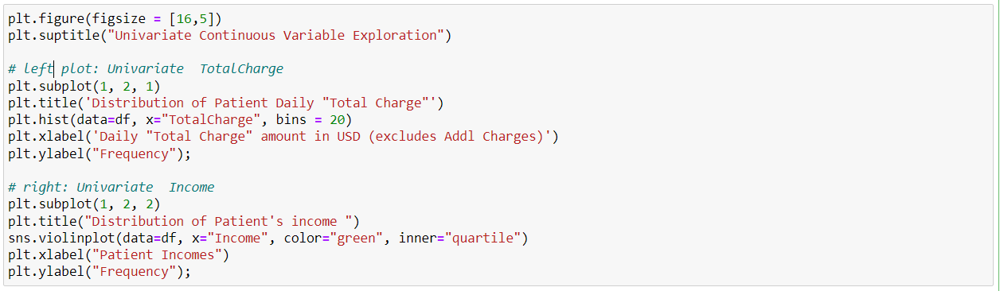 plt.figure(figsize = [16,5])
plt.suptitle("Univariate Continuous Variable Exploration")
# left plot: Univariate  TotalCharge
plt.subplot(1, 2, 1)
plt.title('Distribution of Patient Daily "Total Charge"')
plt.hist(data=df, x="TotalCharge", bins = 20)
plt.xlabel('Daily "Total Charge" amount in USD (excludes Addl Charges)')
plt.ylabel("Frequency");
# right: Univariate  Income
plt.subplot(1, 2, 2)
plt.title("Distribution of Patient's income ")
sns.violinplot(data=df, x="Income", color="green", inner="quartile")
plt.xlabel("Patient Incomes")
plt.ylabel("Frequency");